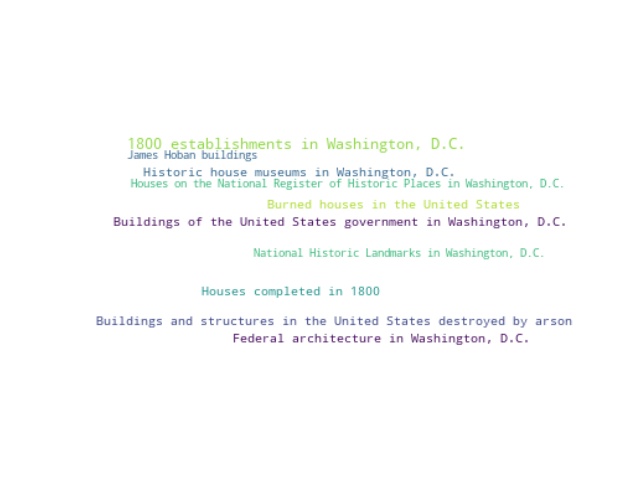 1800 establishments in Washington, D.C.
James Hoban buildings
Historic house museums in Washington, D.C.
Houses on the National Register of Historic Places in Washington, D.C.
Burned houses in the United States
Buildings of the United States government in Washington, D.C.
National Historic Landmarks in Washington, D.C.
Houses completed in 1800
Buildings and structures in the United States destroyed by arson
Federal architecture in Washington, D.C.